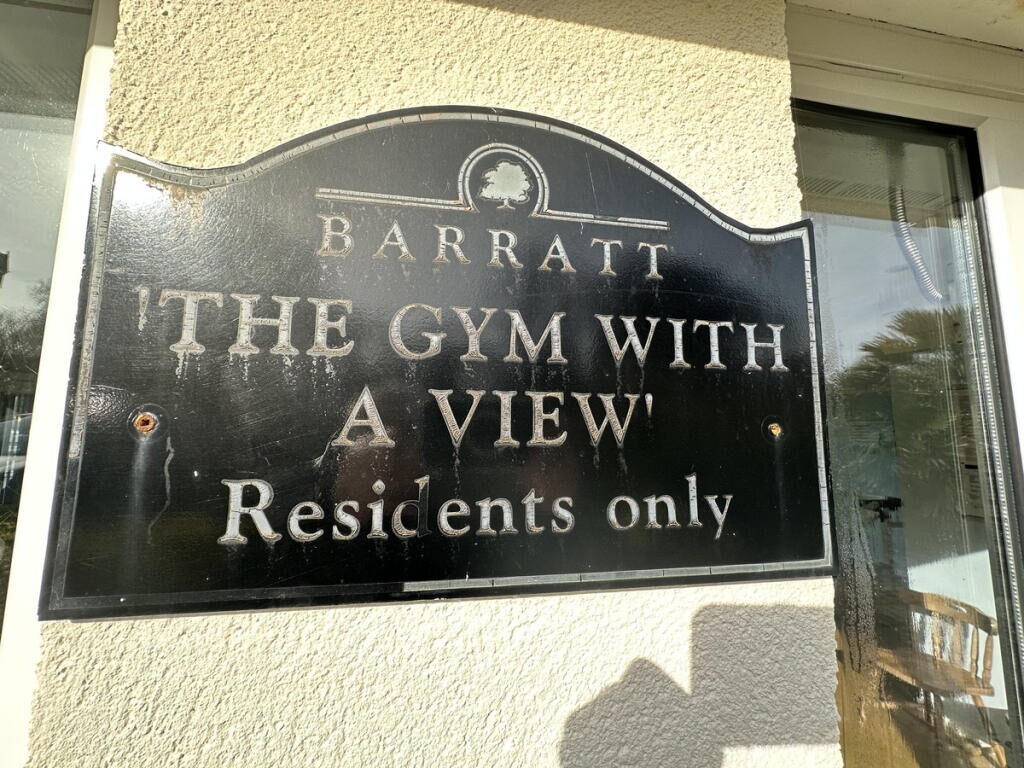 BARRATT
'THE GYM WITH
A VIEW'
Residents only